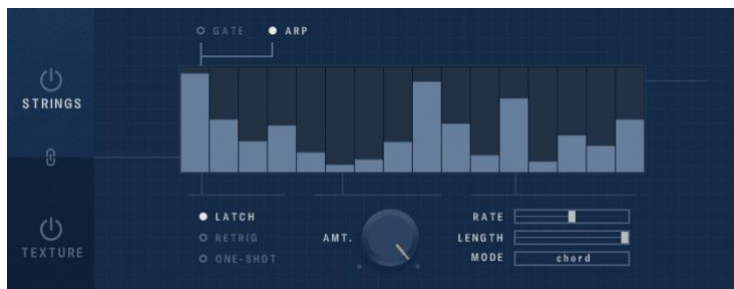 GATE
ARP
STRINGS
LATCH
RETRIG
ONE-SHOT
AMT.
RATE
LENGTH
MODE
chord
TEXTURE